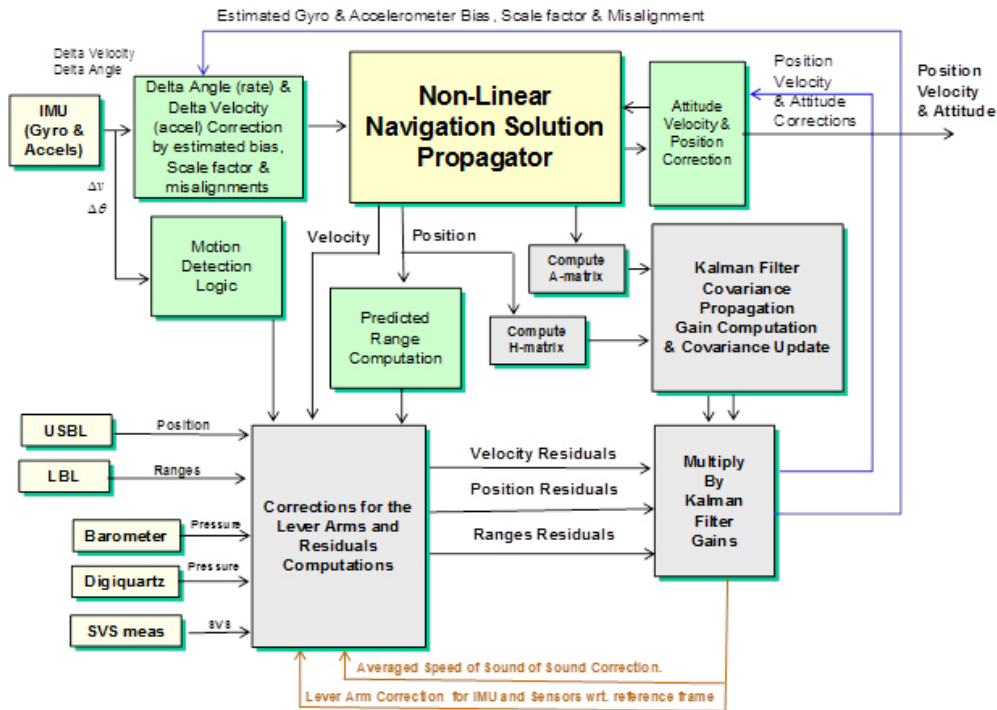 Estimated Gyro & Accelerometer Bias, Scale factor & Misalignment
Delta Velocity
Delta Angle
IMU
(Gyro &
Accels)
Δv
Δθ
Delta Angle (rate) &
Delta Velocity
(accel) Correction
by estimated bias,
Scale factor &
misalignments
Non-Linear
Navigation Solution
Propagator
Attitude
Velocity &
Position
Correction
Position
Velocity
& Attitude
Corrections
Position
Velocity
& Attitude
Motion
Detection
Logic
Velocity
Position
Predicted
Range
Computation
Compute
A-matrix
Compute
H-matrix
Kalman Filter
Covariance
Propagation
Gain Computation
& Covariance Update
USBL
Position
LBL
Ranges
Barometer
Pressure
Digiquartz
Pressure
SVS meas
SVS
Corrections for the
Lever Arms and
Residuals
Computations
Velocity Residuals
Position Residuals
Ranges Residuals
Multiply
By
Kalman
Filter
Gains
Averaged Speed of Sound of Sound Correction.
Lever Arm Correction for IMU and Sensors wrt. reference frame